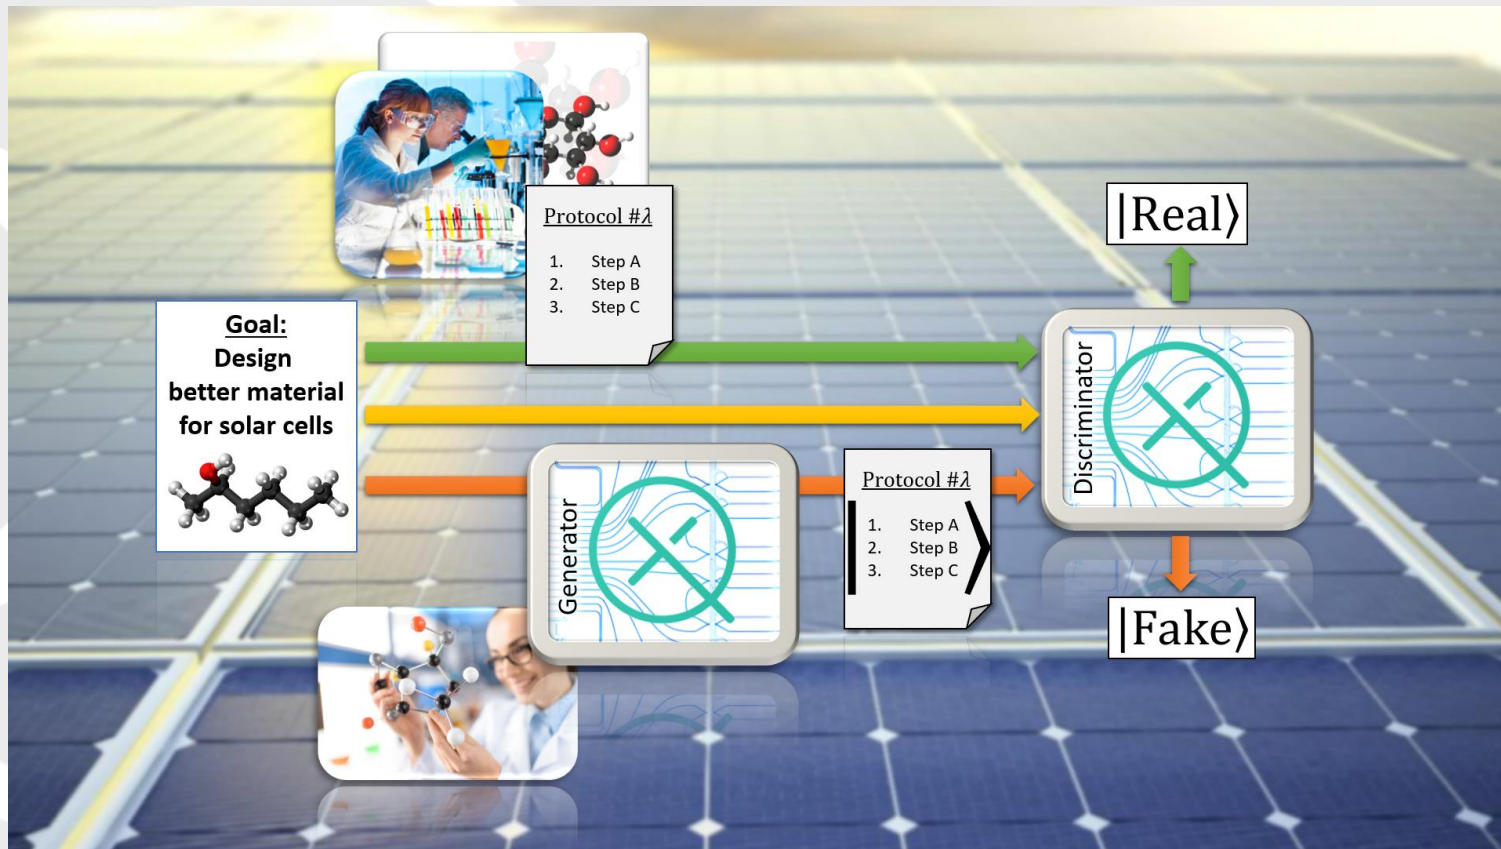 Protocol #λ
1. Step A
2. Step B
3. Step C
|Real⟩
Goal:
Design
better material
for solar cells
Discriminator
Generator
Protocol #λ
1. Step A
2. Step B
3. Step C
|Fake⟩